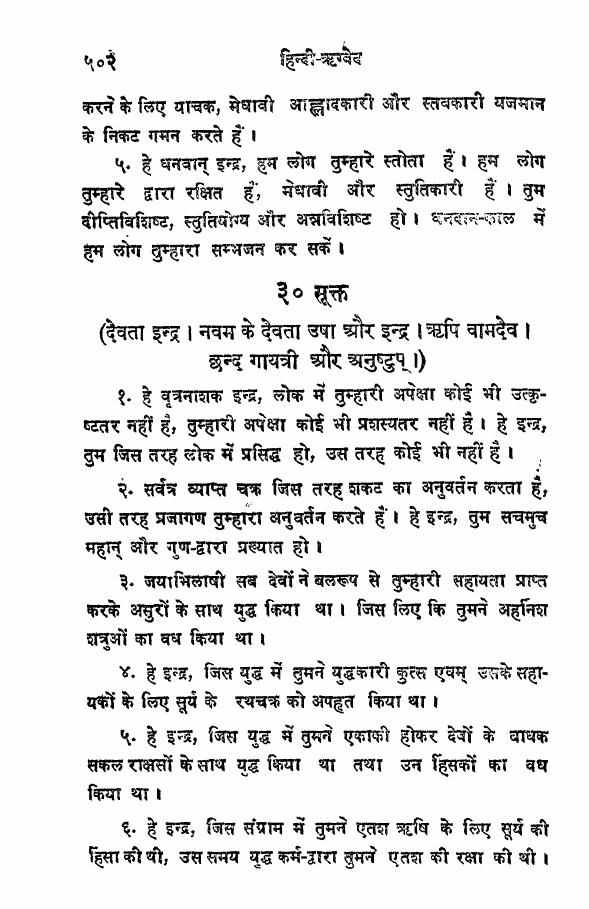 ५०२ हिन्दी-ऋग्वेद
करने के लिए याचक, मेधावी आह्लादकारी और स्तवकारी यजमान
के निकट गमन करते हैं ।
५. हे धनवान् इन्द्र, हम लोग तुम्हारे स्तोता हैं । हम लोग
तुम्हारे द्वारा रक्षित हैं, मेधावी और स्तुतिकारी हैं । तुम
दीप्तिविशिष्ट, स्तुतियोग्य और अन्नविशिष्ट हो । धनदान-काल में
हम लोग तुम्हारा सम्भजन कर सकें ।
३० सूक्त
(देवता इन्द्र । नवम के देवता उषा और इन्द्र । ऋषि वामदेव ।
छन्द गायत्री और अनुष्टुप् ।)
१. हे वृत्रनाशक इन्द्र, लोक में तुम्हारी अपेक्षा कोई भी उत्कृ-
ष्टतर नहीं है, तुम्हारी अपेक्षा कोई भी प्रशस्यतर नहीं है । हे इन्द्र,
तुम जिस तरह लोक में प्रसिद्ध हो, उस तरह कोई भी नहीं है ।
२. सर्वत्र व्याप्त चक्र जिस तरह शकट का अनुवर्तन करता है,
उसी तरह प्रजागण तुम्हारा अनुवर्तन करते हैं । हे इन्द्र, तुम सचमुच
महान् और गुण-द्वारा प्रख्यात हो ।
३. जयाभिलाषी सब देवों ने बलरूप से तुम्हारी सहायता प्राप्त
करके असुरों के साथ युद्ध किया था । जिस लिए कि तुमने अहर्निश
शत्रुओं का वध किया था ।
४. हे इन्द्र, जिस युद्ध में तुमने युद्धकारी कुत्स एवम् उसके सहा-
यकों के लिए सूर्य के रथचक्र को अपहृत किया था ।
५. हे इन्द्र, जिस युद्ध में तुमने एकाकी होकर देवों के बाधक
सकल राक्षसों के साथ युद्ध किया था तथा उन हिंसकों का वध
किया था ।
६. हे इन्द्र, जिस संग्राम में तुमने एतश ऋषि के लिए सूर्य की
हिंसा की थी, उस समय युद्ध कर्म-द्वारा तुमने एतश की रक्षा की थी ।